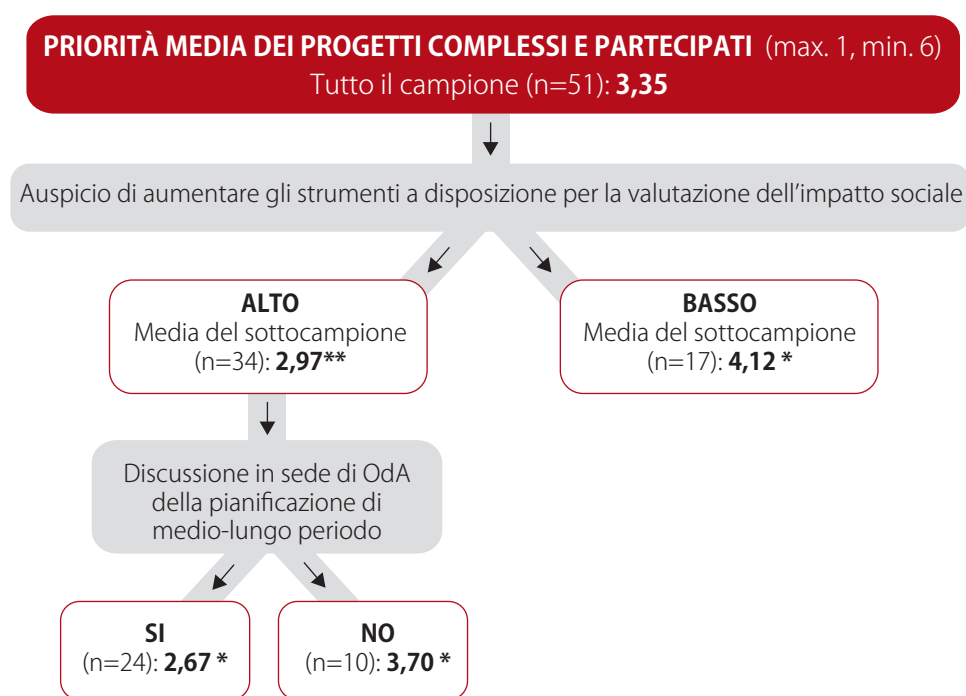 PRIORITÀ MEDIA DEI PROGETTI COMPLESSI E PARTECIPATI (max. 1, min. 6)
Tutto il campione (n=51): 3,35
Auspicio di aumentare gli strumenti a disposizione per la valutazione dell'impatto sociale
ALTO
Media del sottocampione
(n=34): 2,97**
BASSO
Media del sottocampione
(n=17): 4,12 *
Discussione in sede di OdA
della pianificazione di
medio-lungo periodo
SI
(n=24): 2,67 *
NO
(n=10): 3,70 *